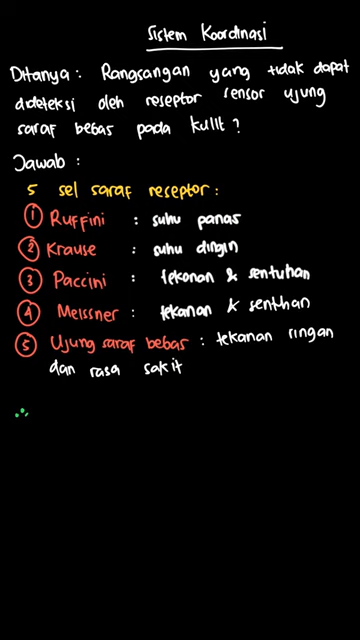 Sistem Koordinasi
Ditanya : Rangsangan yang tidak dapat
dideteksi oleh reseptor sensor ujung
saraf bebas pada kulit ?
Jawab :
5 sel saraf reseptor :
① Ruffini : suhu panas
② Krause : suhu dingin
③ Paccini : tekanan & sentuhan
④ Meissner : tekanan & senthan
⑤ Ujung saraf bebas : tekanan ringan
dan rasa sakit
∴